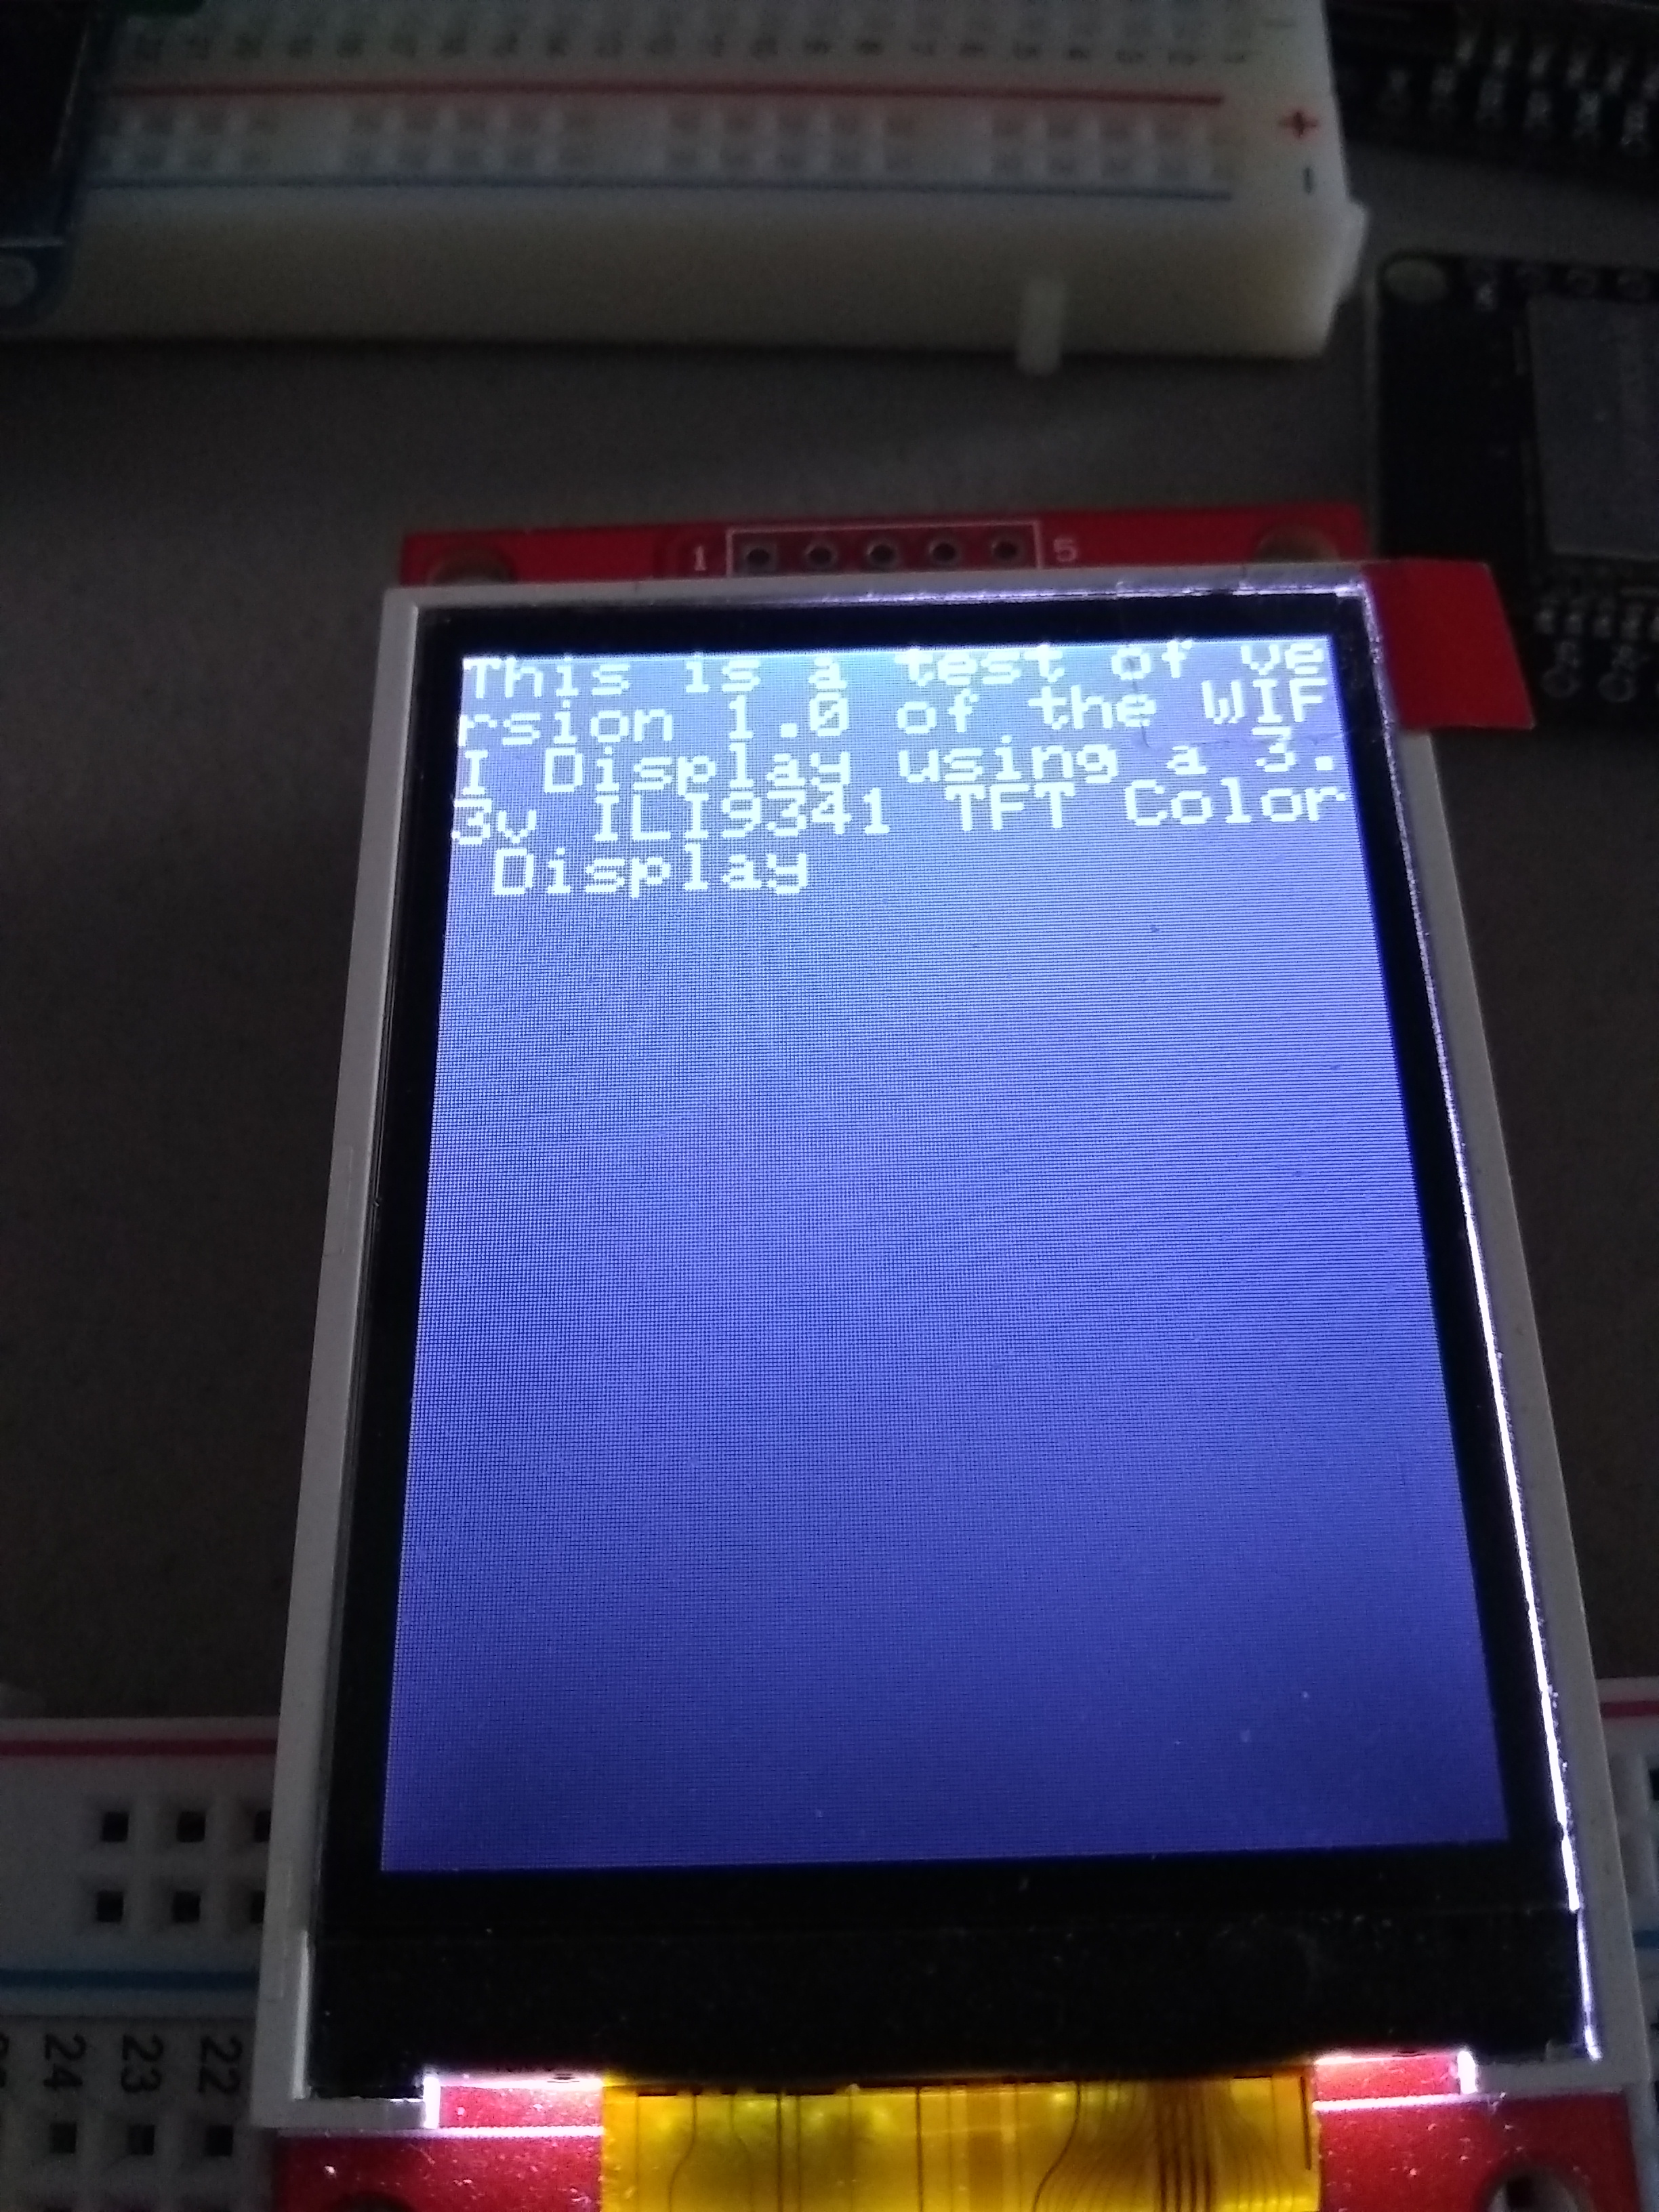 +
-
1 5
This is a test of ve
rsion 1.0 of the WIF
I Display using a 3.
3v ILI9341 TFT Color
Display
24 23 22